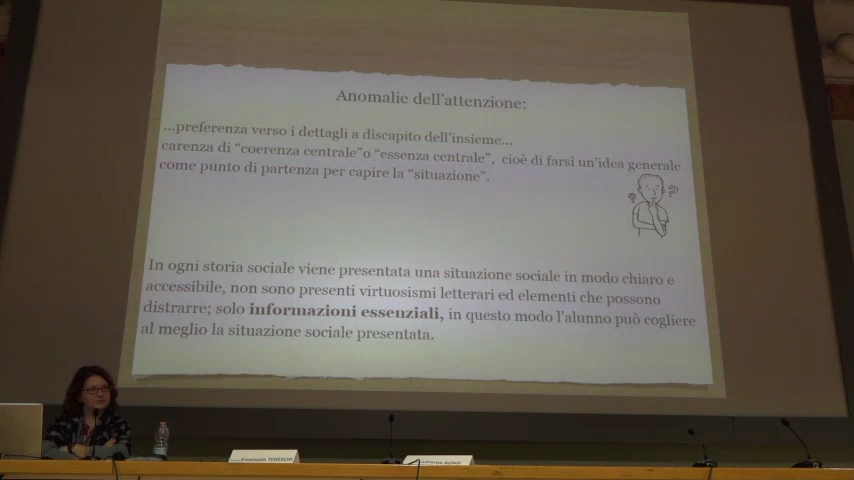 Anomalie dell'attenzione:
...preferenza verso i dettagli a discapito dell'insieme...
carenza di "coerenza centrale"o "essenza centrale", cioè di farsi un'idea generale
come punto di partenza per capire la "situazione".
? ?
In ogni storia sociale viene presentata una situazione sociale in modo chiaro e
accessibile, non sono presenti virtuosismi letterari ed elementi che possono
distrarre; solo informazioni essenziali, in questo modo l'alunno può cogliere
al meglio la situazione sociale presentata.
Emanuela TEDESCHI